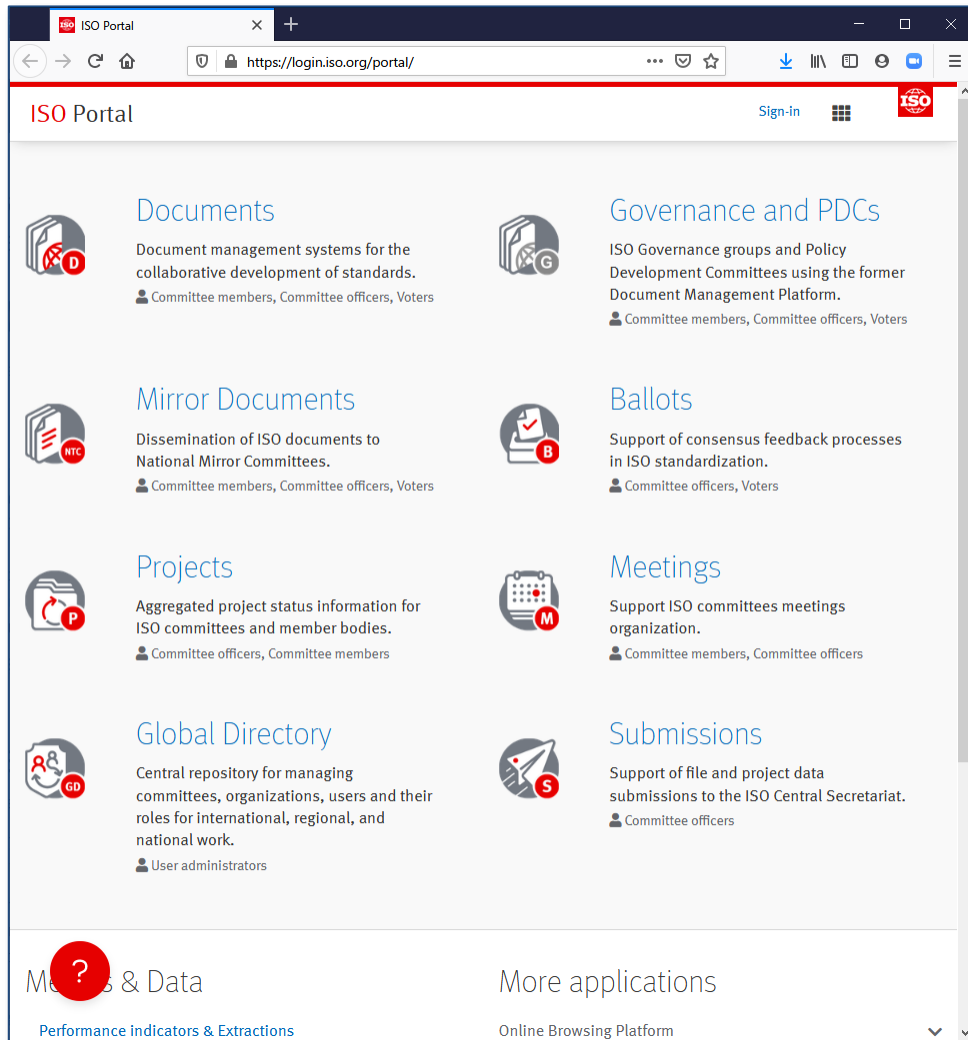 ISO Portal
https://login.iso.org/portal/
ISO Portal
Sign-in
ISO
Documents
Document management systems for the
collaborative development of standards.
Committee members, Committee officers, Voters
D
Governance and PDCs
ISO Governance groups and Policy
Development Committees using the former
Document Management Platform.
Committee members, Committee officers, Voters
G
Mirror Documents
Dissemination of ISO documents to
National Mirror Committees.
Committee members, Committee officers, Voters
NTC
Ballots
Support of consensus feedback processes
in ISO standardization.
Committee officers, Voters
B
Projects
Aggregated project status information for
ISO committees and member bodies.
Committee officers, Committee members
P
Meetings
Support ISO committees meetings
organization.
Committee members, Committee officers
M
Global Directory
Central repository for managing
committees, organizations, users and their
roles for international, regional, and
national work.
User administrators
GD
Submissions
Support of file and project data
submissions to the ISO Central Secretariat.
Committee officers
S
?
& Data
Performance indicators & Extractions
More applications
Online Browsing Platform